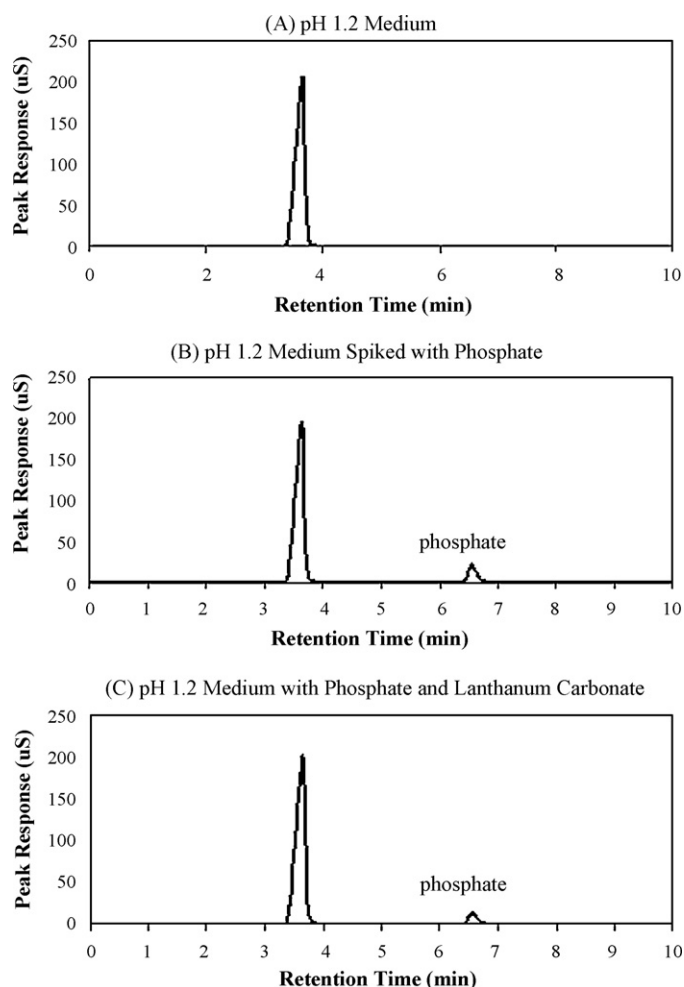 (A) pH 1.2 Medium
Peak Response (uS)
250
200
150
100
50
0
0 2 4 6 8 10
Retention Time (min)
(B) pH 1.2 Medium Spiked with Phosphate
Peak Response (uS)
250
200
150
100
50
0
phosphate
0 1 2 3 4 5 6 7 8 9 10
Retention Time (min)
(C) pH 1.2 Medium with Phosphate and Lanthanum Carbonate
Peak Response (uS)
250
200
150
100
50
0
phosphate
0 1 2 3 4 5 6 7 8 9 10
Retention Time (min)